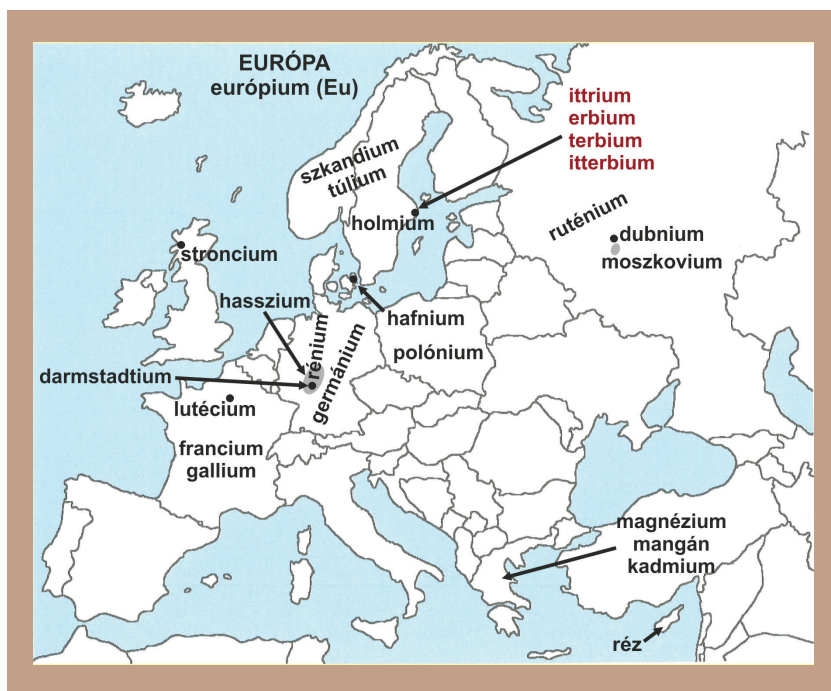 EURÓPA
európium (Eu)
ittrium
erbium
terbium
itterbium
szkandium
túlium
holmium
ruténium
dubnium
moszkovium
stroncium
hasszium
hafnium
rénium
germánium
polónium
darmstadtium
lutécium
francium
gallium
magnézium
mangán
kadmium
réz